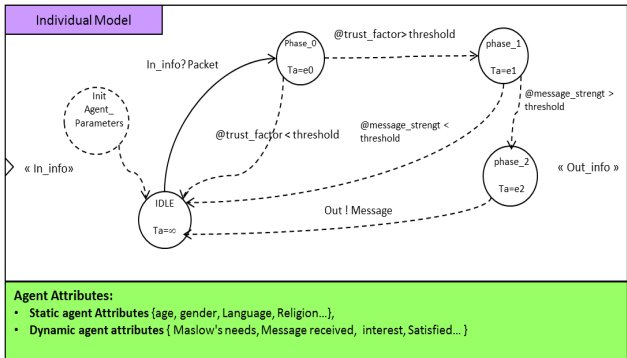 Individual Model
Phase_0
Ta=e0
@trust_factor> threshold
phase_1
Ta=e1
In_info? Packet
Init
Agent_
Parameters
@trust_factor < threshold
@message_strengt <
threshold
@message_strengt >
threshold
« In_info»
phase_2
Ta=e2
« Out_info »
IDLE
Ta=∞
Out ! Message
Agent Attributes:
• Static agent Attributes {age, gender, Language, Religion...},
• Dynamic agent attributes { Maslow's needs, Message received, interest, Satisfied... }